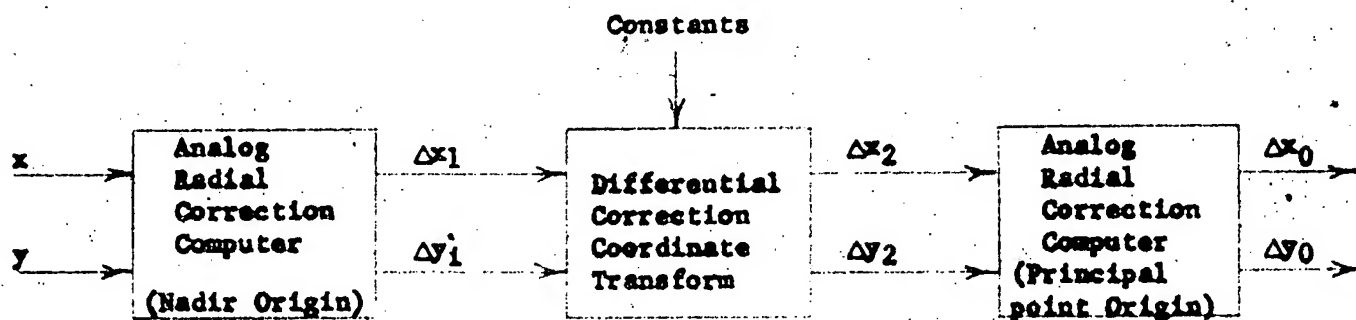 Constants
x
y
Analog
Radial
Correction
Computer
(Nadir Origin)
Δx1
Δy1
Differential
Correction
Coordinate
Transform
Δx2
Δy2
Analog
Radial
Correction
Computer
(Principal
point Origin)
Δx0
Δy0